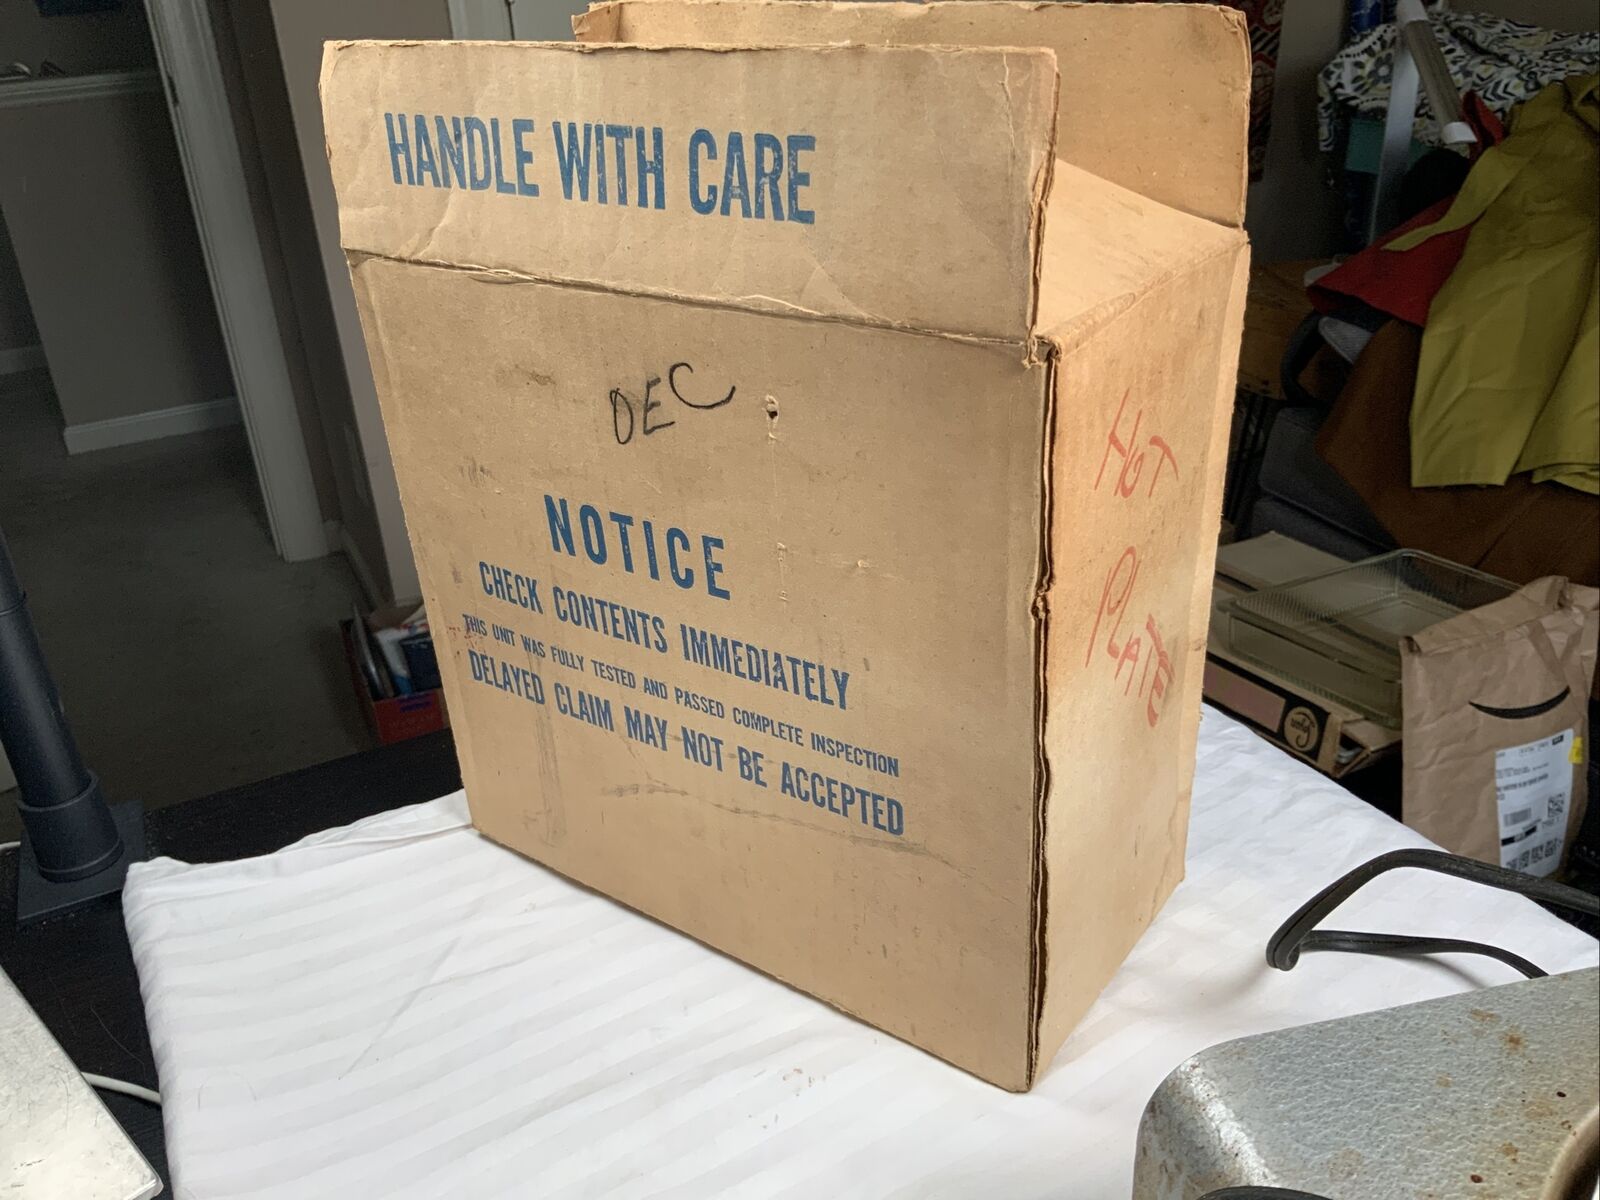 HANDLE WITH CARE
DEC
NOTICE
CHECK CONTENTS IMMEDIATELY
THIS UNIT WAS FULLY TESTED AND PASSED COMPLETE INSPECTION
DELAYED CLAIM MAY NOT BE ACCEPTED
HOT
PLATE